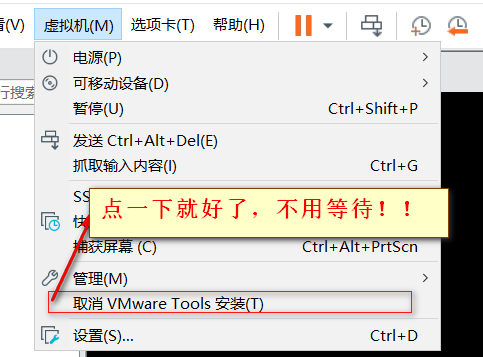 看(V) 虚拟机(M) 选项卡(T) 帮助(H)
行搜索
电源(P)
可移动设备(D)
暂停(U) Ctrl+Shift+P
发送 Ctrl+Alt+Del(E)
抓取输入内容(I) Ctrl+G
SS
点一下就好了，不用等待！！
快
捕获屏幕 (C) Ctrl+Alt+PrtScn
管理(M)
取消 VMware Tools 安装(T)
设置(S)... Ctrl+D